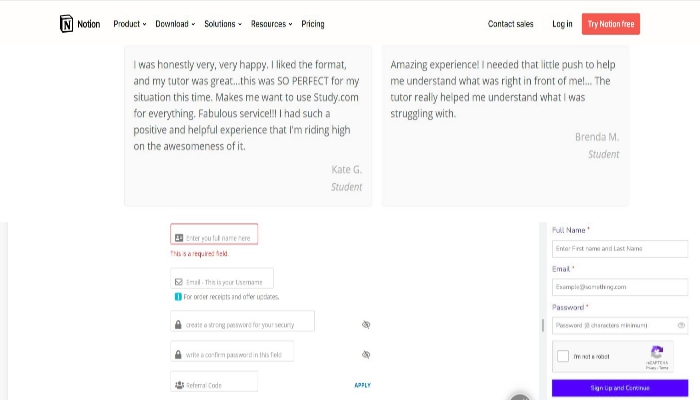 Notion Product Download Solutions Resources Pricing Contact sales Log in Try Notion free
I was honestly very, very happy. I liked the format,
and my tutor was great...this was SO PERFECT for my
situation this time. Makes me want to use Study.com
for everything. Fabulous service!!! I had such a
positive and helpful experience that I'm riding high
on the awesomeness of it.
Kate G.
Student
Amazing experience! I needed that little push to help
me understand what was right in front of me!... The
tutor really helped me understand what I was
struggling with.
Brenda M.
Student
Enter you full name here
This is a required field.
Email - This is your Username
For order receipts and offer updates.
create a strong password for your security
write a confirm password in this field
Referral Code
APPLY
Full Name *
Enter First name and Last Name
Email *
Example@something.com
Password *
Password (8 characters minimum)
I'm not a robot
reCAPTCHA
Privacy - Terms
Sign Up and Continue